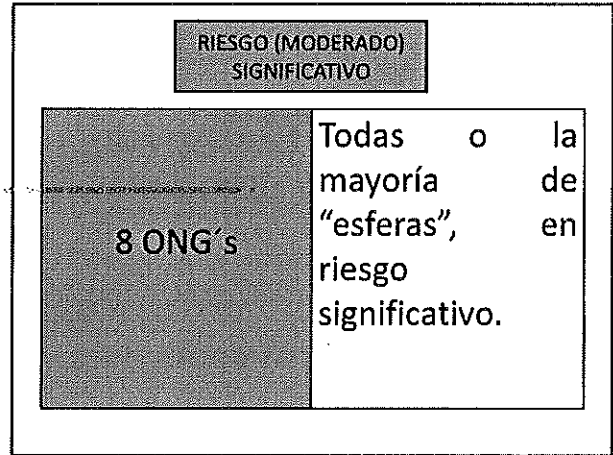 RIESGO (MODERADO)
SIGNIFICATIVO
8 ONG´s
Todas o la
mayoría de
“esferas”, en
riesgo
significativo.